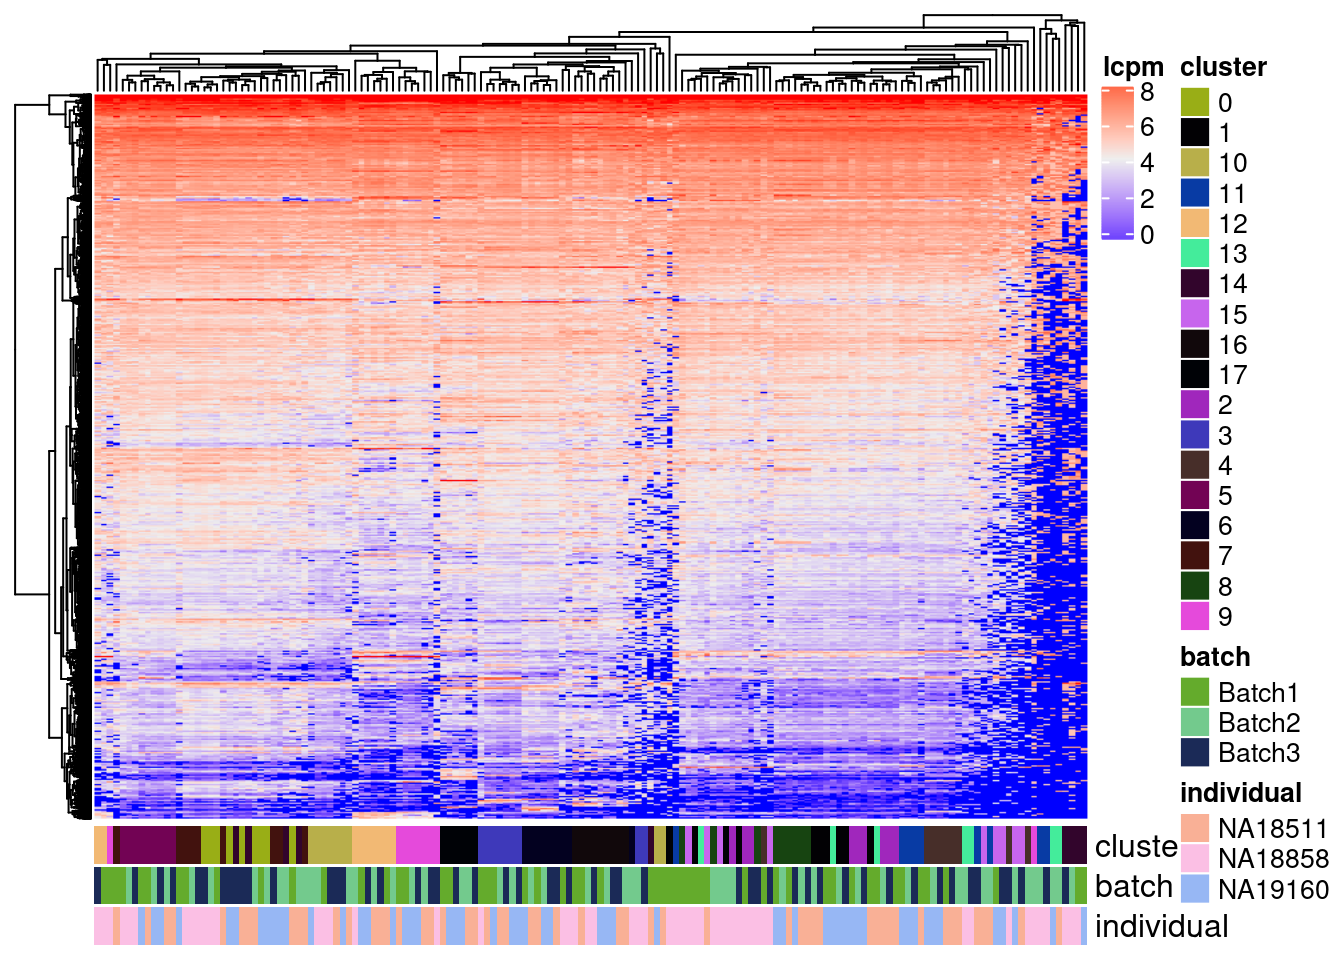 lcpm
8
6
4
2
0
cluster
0
1
10
11
12
13
14
15
16
17
2
3
4
5
6
7
8
9
batch
Batch1
Batch2
Batch3
individual
NA18511
NA18858
NA19160
cluste
batch
individual